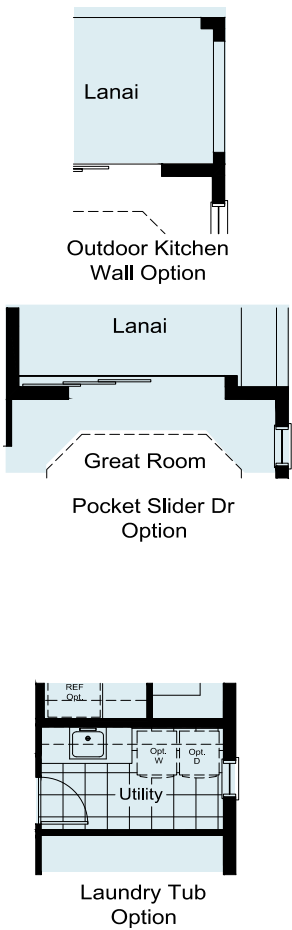 Lanai
Outdoor Kitchen
Wall Option
Lanai
Great Room
Pocket Slider Dr
Option
REF
Opt.
Opt.
W
Opt.
D
Utility
Laundry Tub
Option